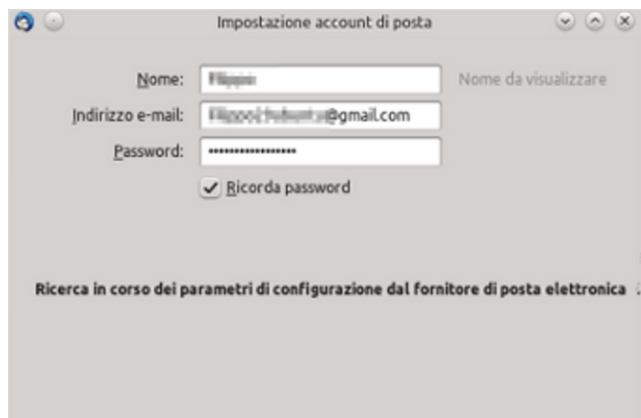 Impostazione account di posta
Nome: Nome da visualizzare
Indirizzo e-mail: @gmail.com
Password: •••••••••••••••••
Ricorda password
Ricerca in corso dei parametri di configurazione dal fornitore di posta elettronica